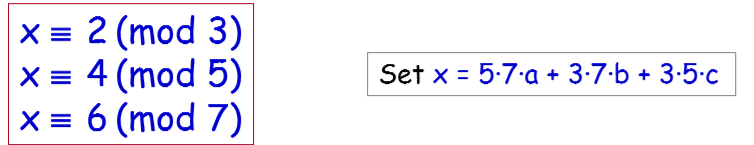 x ≡ 2 (mod 3)
x ≡ 4 (mod 5)
x ≡ 6 (mod 7)
Set x = 5·7·a + 3·7·b + 3·5·c